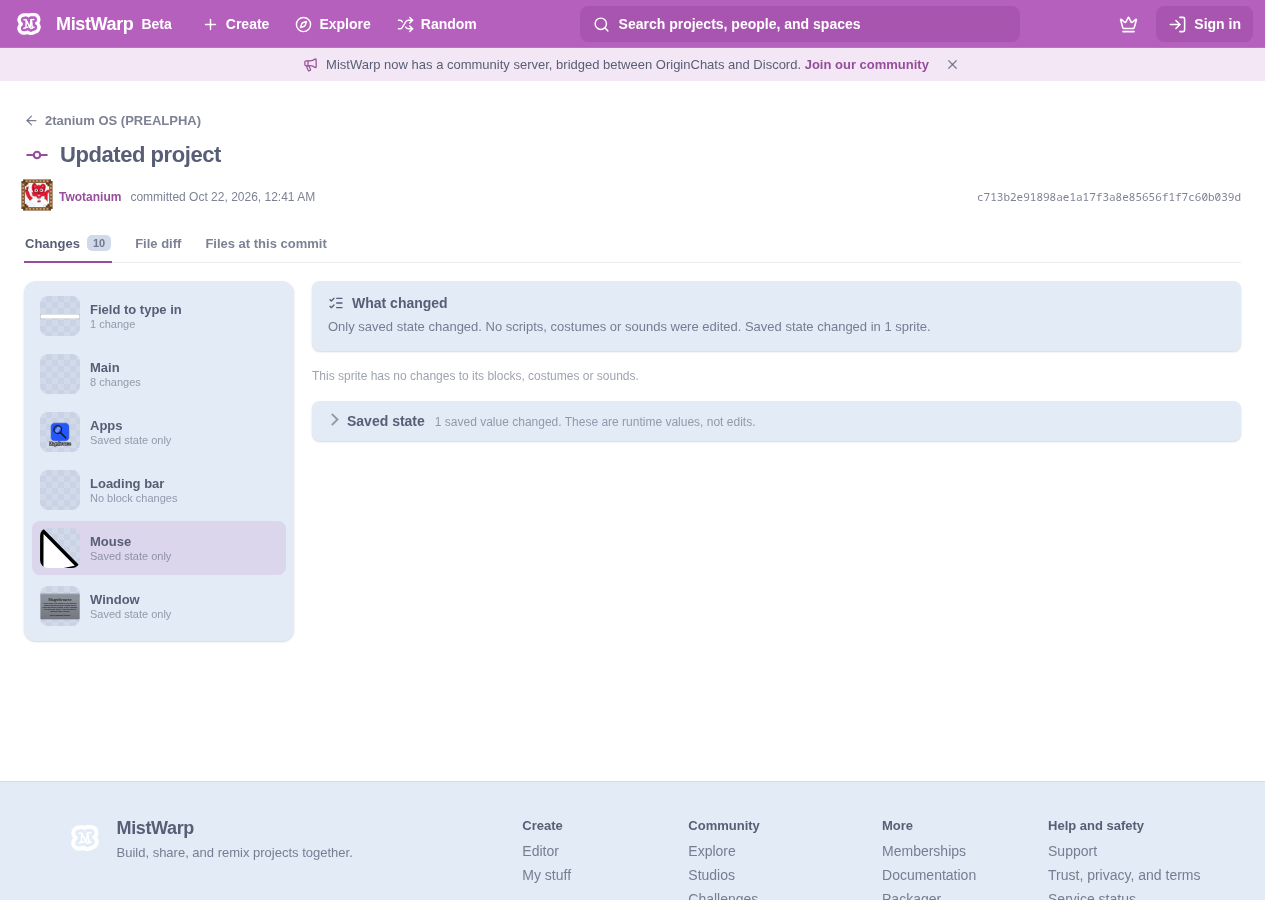 MistWarp Beta Create Explore Random Search projects, people, and spaces Sign in
MistWarp now has a community server, bridged between OriginChats and Discord. Join our community
2tanium OS (PREALPHA)
Updated project
Twotanium committed Oct 22, 2026, 12:41 AM c713b2e91898ae1a17f3a8e85656f1f7c60b039d
Changes 10 File diff Files at this commit
Field to type in
1 change
Main
8 changes
Apps
Saved state only
Loading bar
No block changes
Mouse
Saved state only
Window
Saved state only
What changed
Only saved state changed. No scripts, costumes or sounds were edited. Saved state changed in 1 sprite.
This sprite has no changes to its blocks, costumes or sounds.
Saved state 1 saved value changed. These are runtime values, not edits.
MistWarp
Build, share, and remix projects together.
Create
Editor
My stuff
Community
Explore
Studios
Challenges
More
Memberships
Documentation
Packager
Help and safety
Support
Trust, privacy, and terms
Service status